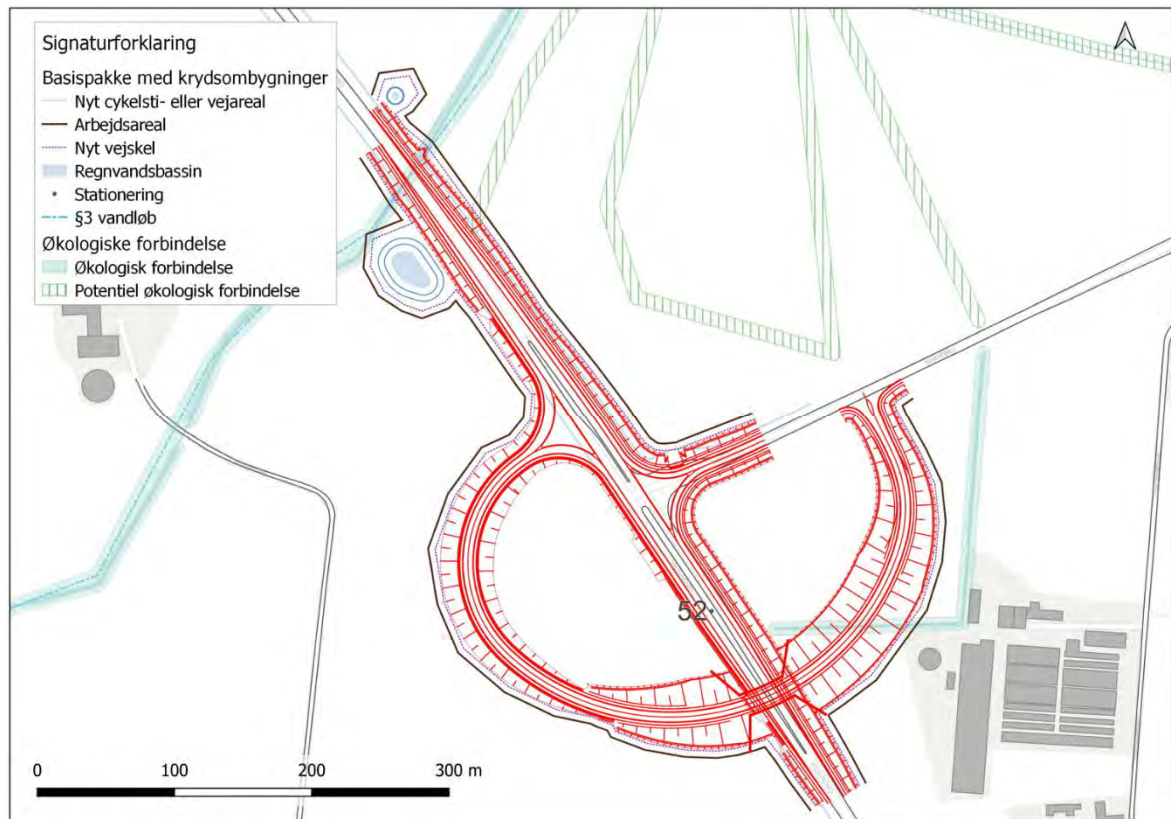 Signaturforklaring
Basispakke med krydsombygninger
Nyt cykelsti- eller vejareal
Arbejdsareal
Nyt vejskel
Regnvandsbassin
Stationering
§3 vandløb
Økologiske forbindelse
Økologisk forbindelse
Potentiel økologisk forbindelse
52
0 100 200 300 m